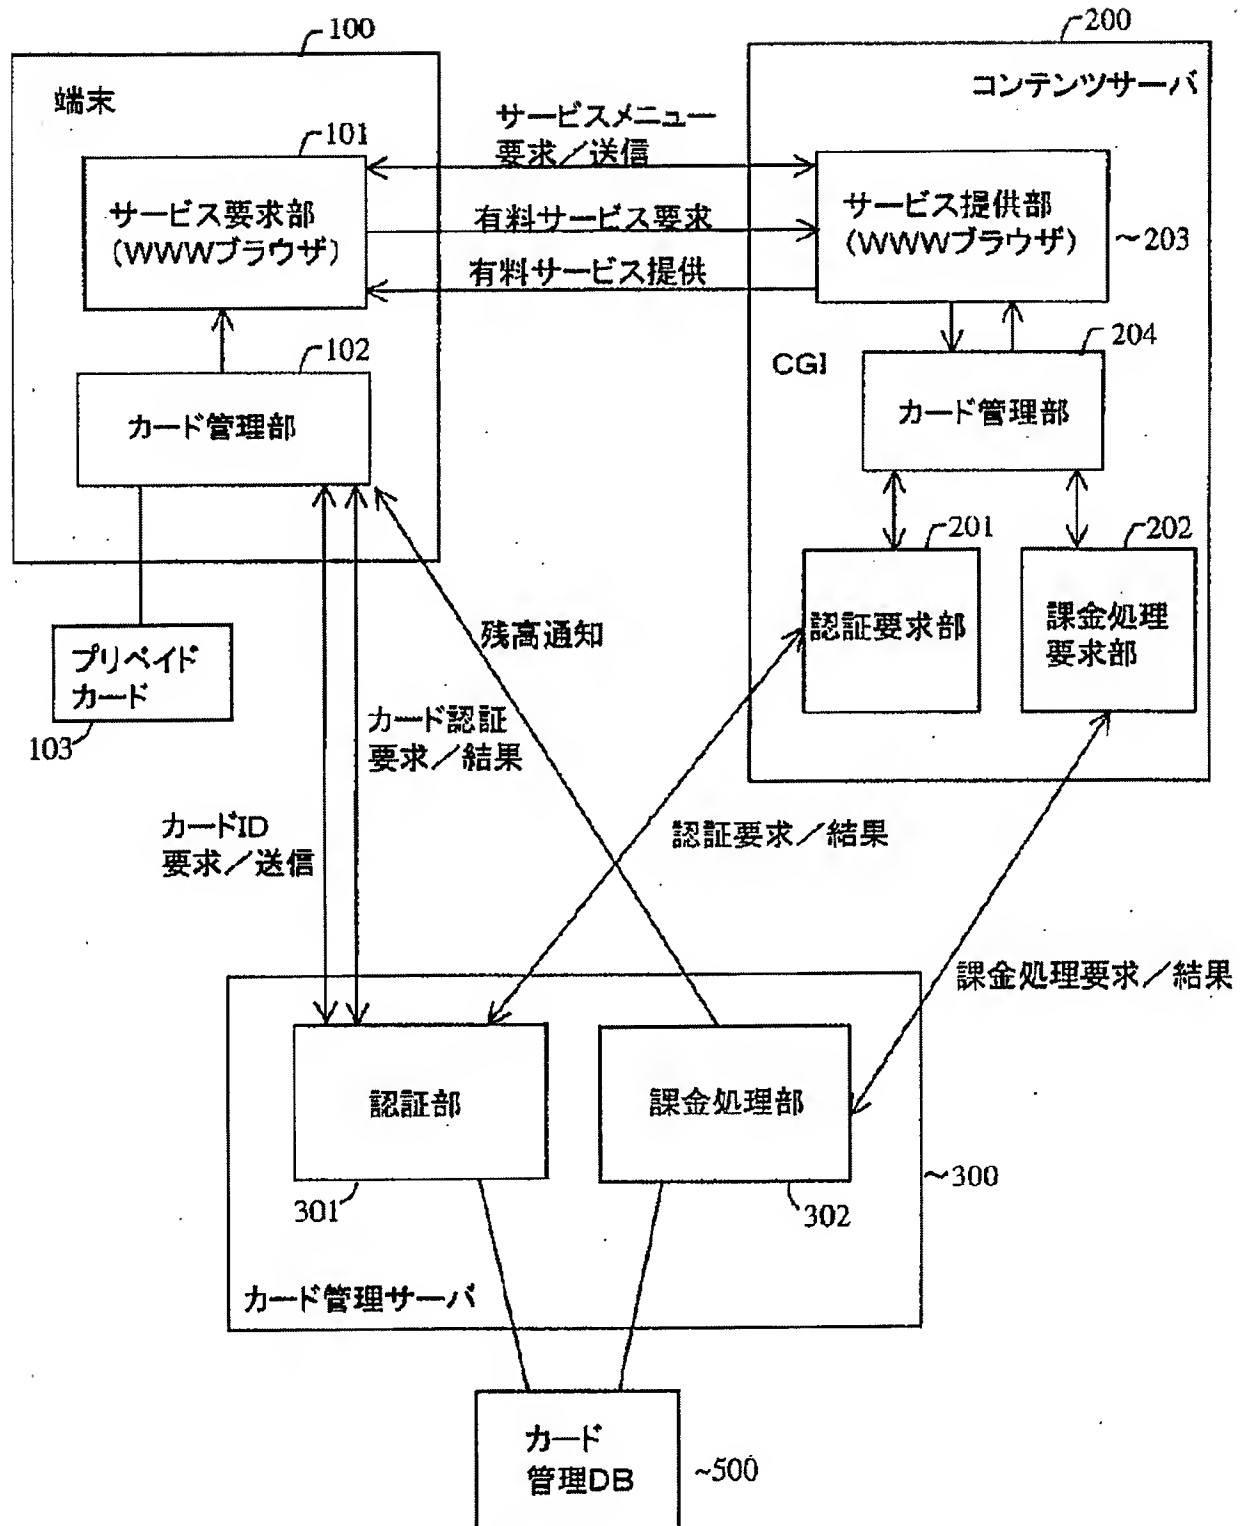 100
端末
101
サービス要求部
(WWWブラウザ)
102
カード管理部
プリペイド
カード
103
サービスメニュー
要求／送信
有料サービス要求
有料サービス提供
200
コンテンツサーバ
サービス提供部
(WWWブラウザ)
~203
CGI
204
カード管理部
201
認証要求部
202
課金処理
要求部
残高通知
カード認証
要求／結果
カードID
要求／送信
認証要求／結果
課金処理要求／結果
認証部
301
課金処理部
302
~300
カード管理サーバ
カード
管理DB
~500